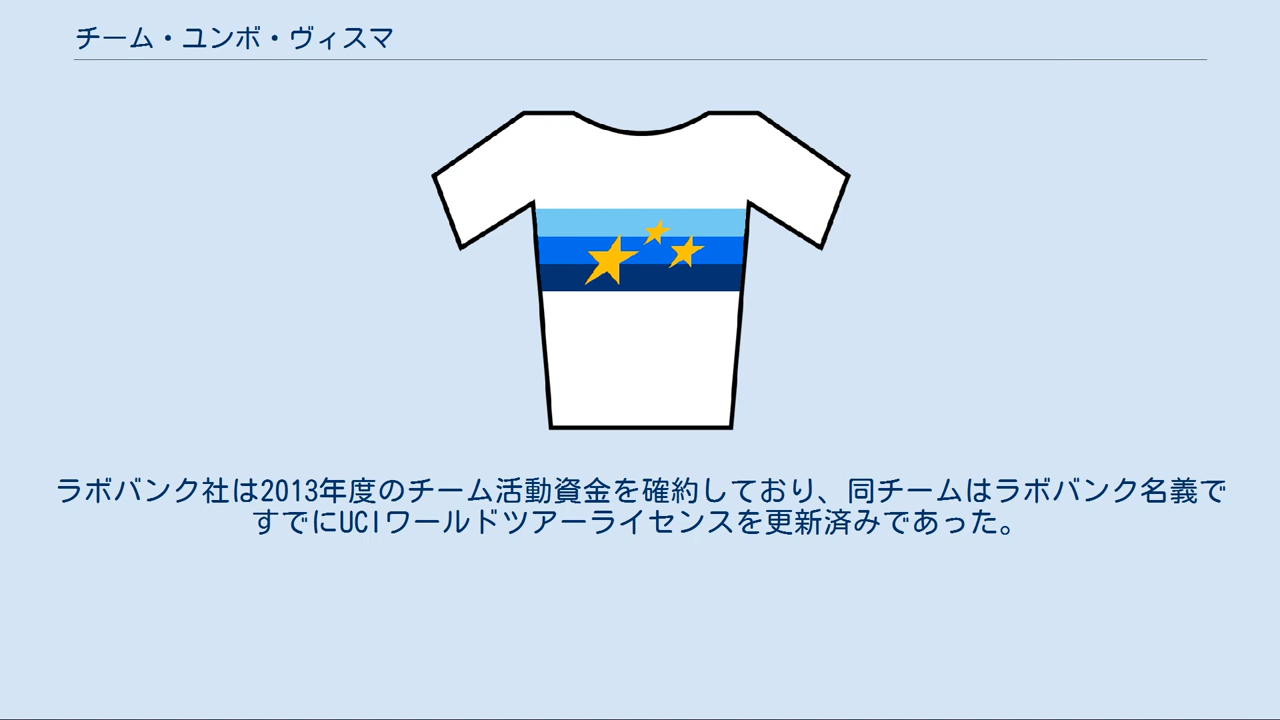 チーム・ユンボ・ヴィスマ
ラボバンク社は2013年度のチーム活動資金を確約しており、同チームはラボバンク名義で
すでにUCIワールドツアーライセンスを更新済みであった。